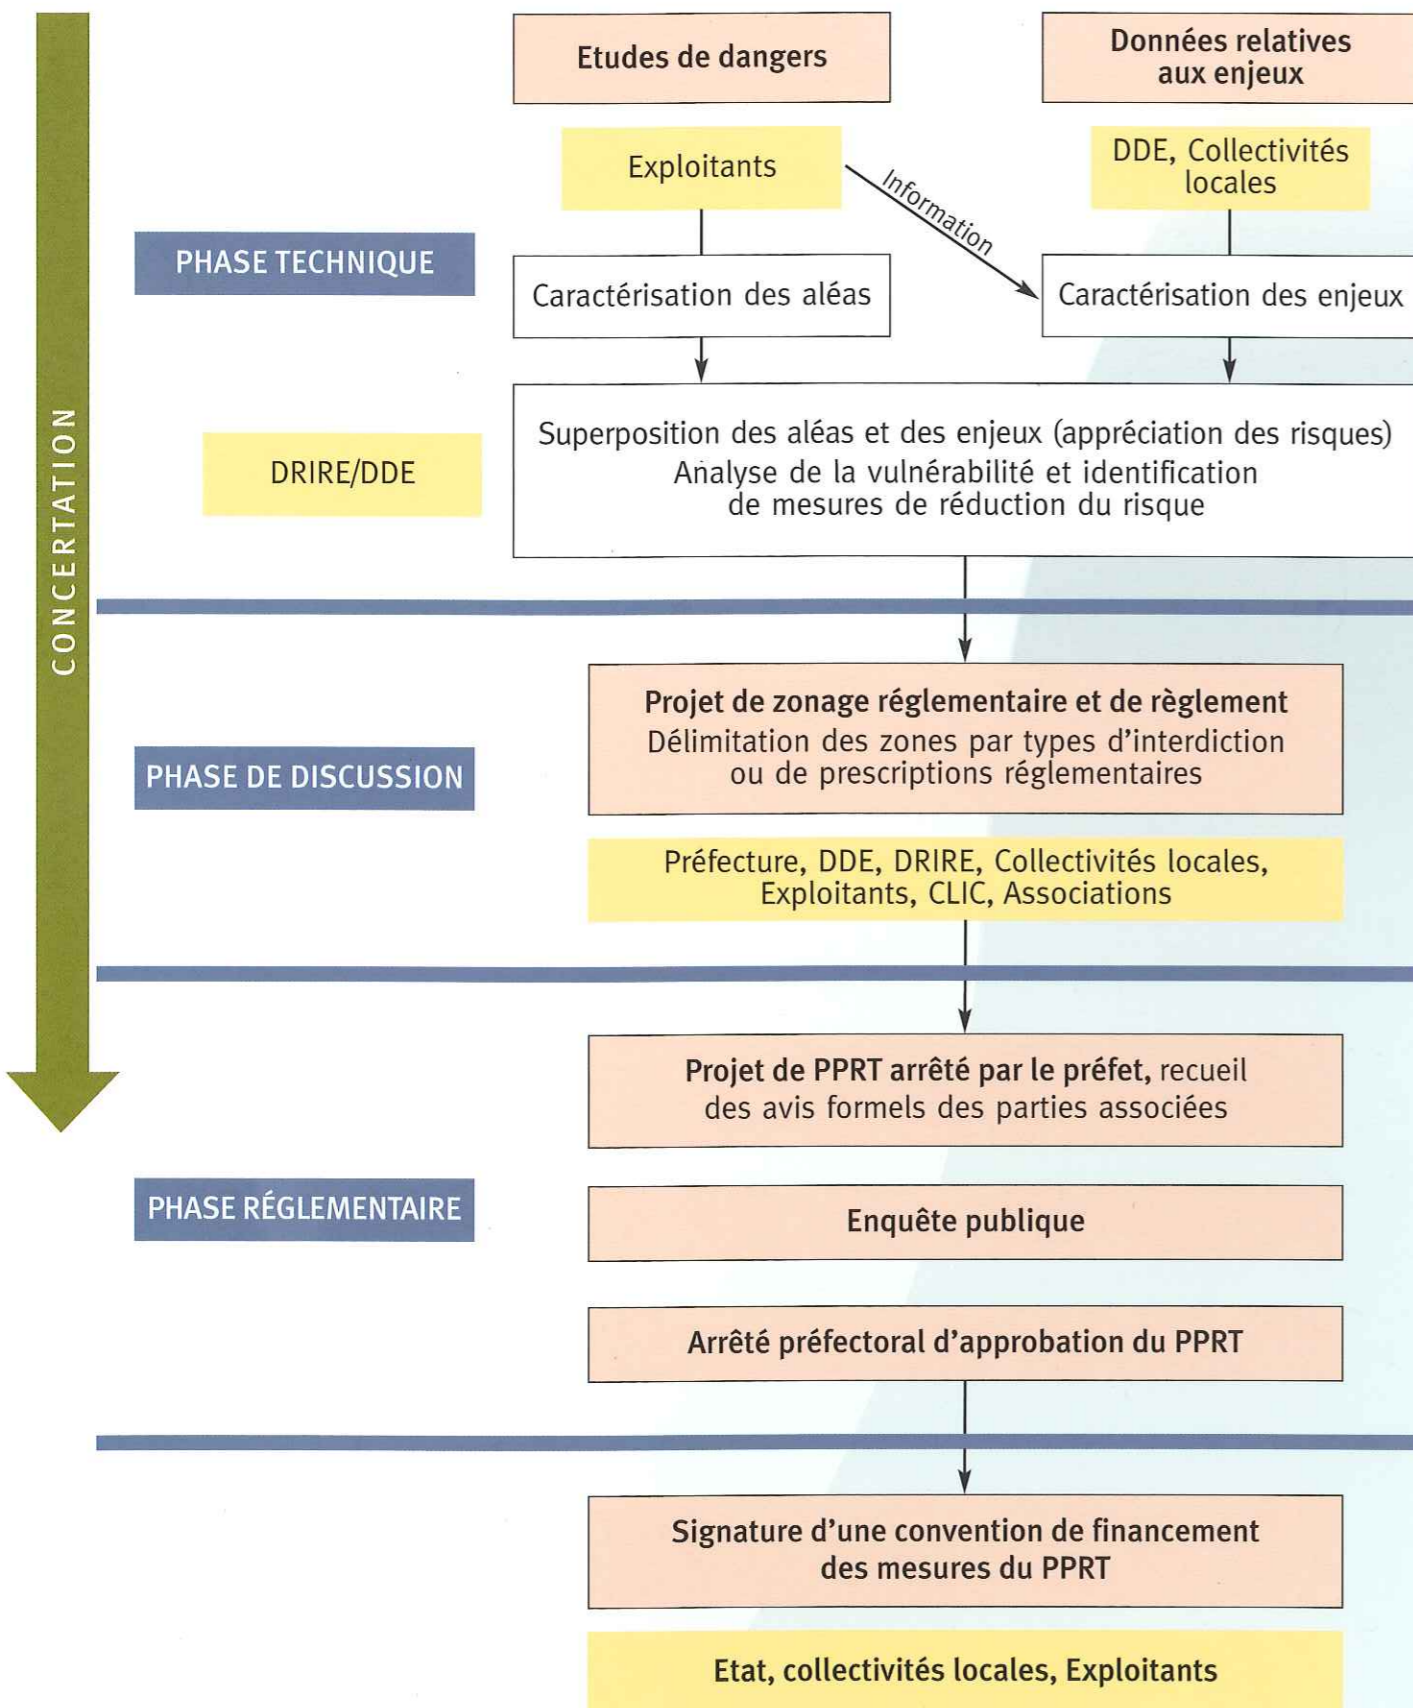 CONCERTATION
Etudes de dangers
Données relatives
aux enjeux
Exploitants
DDE, Collectivités
locales
Information
PHASE TECHNIQUE
Caractérisation des aléas
Caractérisation des enjeux
DRIRE/DDE
Superposition des aléas et des enjeux (appréciation des risques)
Analyse de la vulnérabilité et identification
de mesures de réduction du risque
PHASE DE DISCUSSION
Projet de zonage réglementaire et de règlement
Délimitation des zones par types d'interdiction
ou de prescriptions réglementaires
Préfecture, DDE, DRIRE, Collectivités locales,
Exploitants, CLIC, Associations
Projet de PPRT arrêté par le préfet, recueil
des avis formels des parties associées
PHASE RÉGLEMENTAIRE
Enquête publique
Arrêté préfectoral d'approbation du PPRT
Signature d'une convention de financement
des mesures du PPRT
Etat, collectivités locales, Exploitants